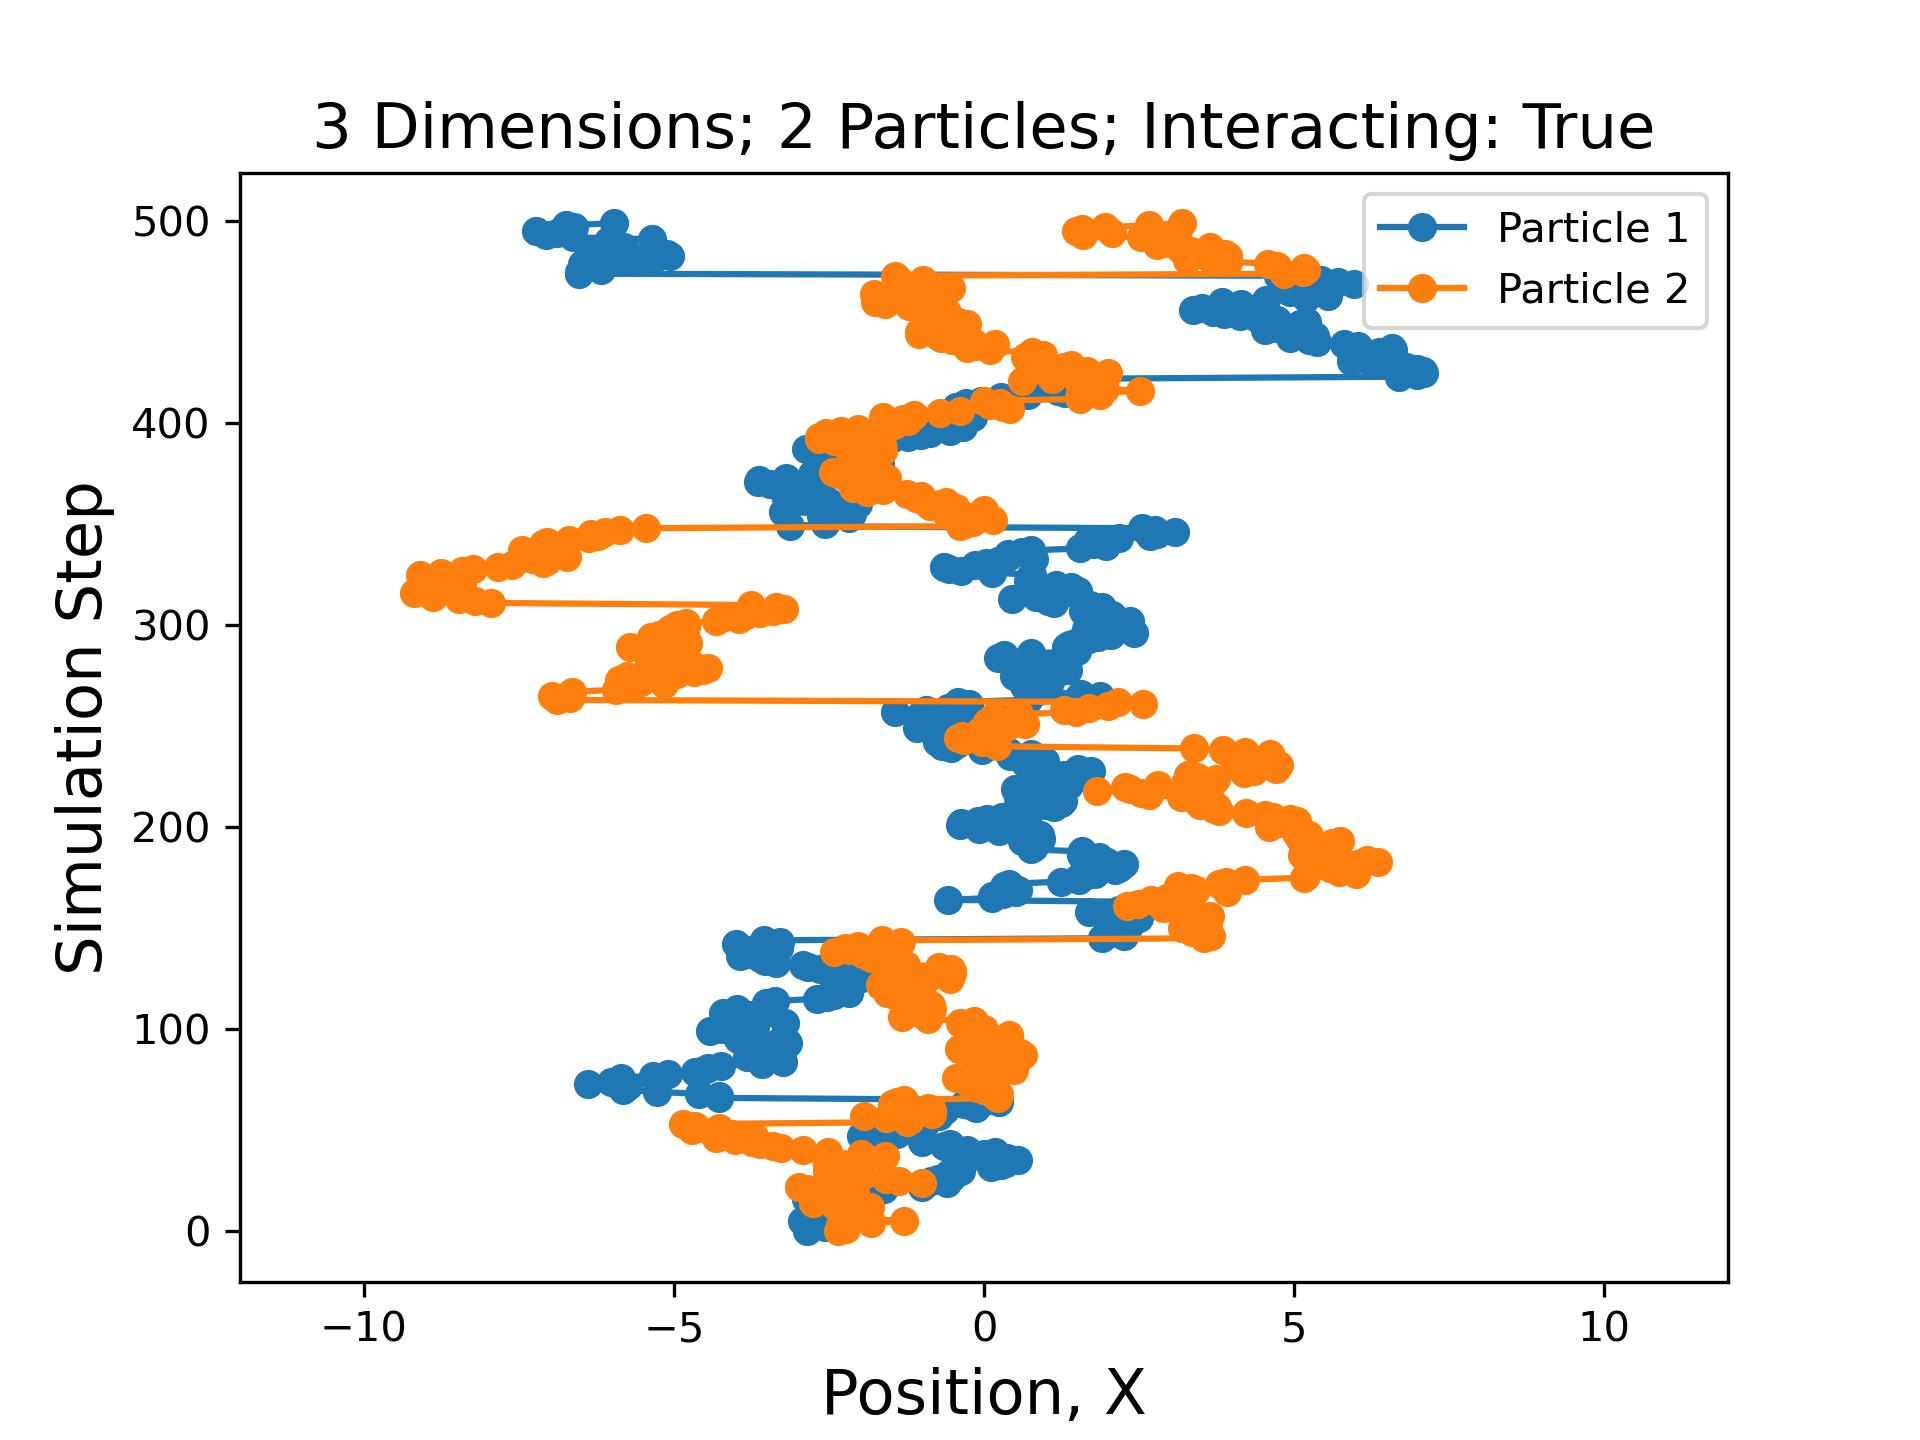 3 Dimensions; 2 Particles; Interacting: True
Particle 1
Particle 2
Simulation Step
500
400
300
200
100
0
−10
−5
0
5
10
Position, X